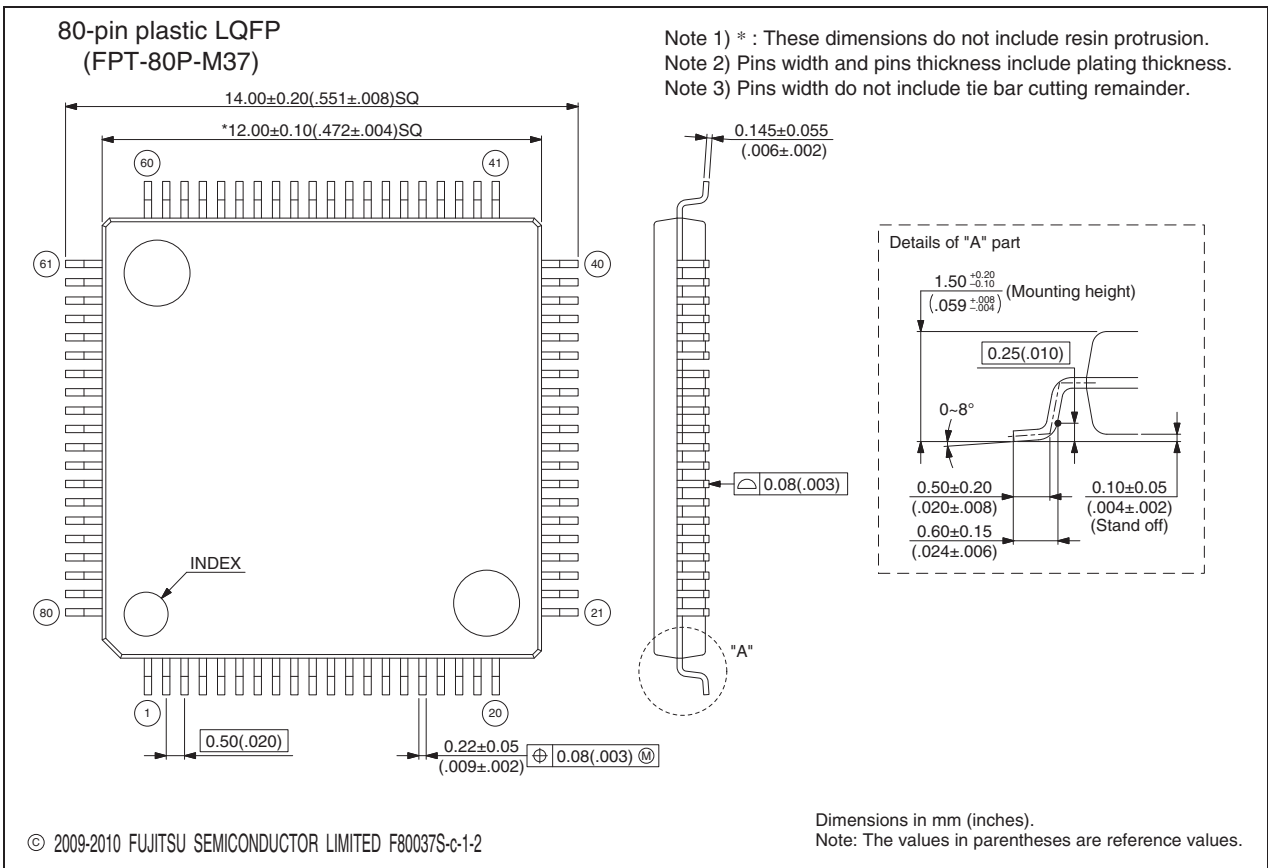 80-pin plastic LQFP
(FPT-80P-M37)
Note 1) * : These dimensions do not include resin protrusion.
Note 2) Pins width and pins thickness include plating thickness.
Note 3) Pins width do not include tie bar cutting remainder.
14.00±0.20(.551±.008)SQ
*12.00±0.10(.472±.004)SQ
0.145±0.055
(.006±.002)
60
41
61
40
Details of "A" part
1.50 +0.20 −0.10
(.059 +.008 −.004)
(Mounting height)
0.25(.010)
0~8°
0.50±0.20
(.020±.008)
0.60±0.15
(.024±.006)
0.10±0.05
(.004±.002)
(Stand off)
⌓ 0.08(.003)
INDEX
80
21
"A"
1
20
0.50(.020)
0.22±0.05
(.009±.002)
⌖ 0.08(.003) Ⓜ
© 2009-2010 FUJITSU SEMICONDUCTOR LIMITED F80037S-c-1-2
Dimensions in mm (inches).
Note: The values in parentheses are reference values.